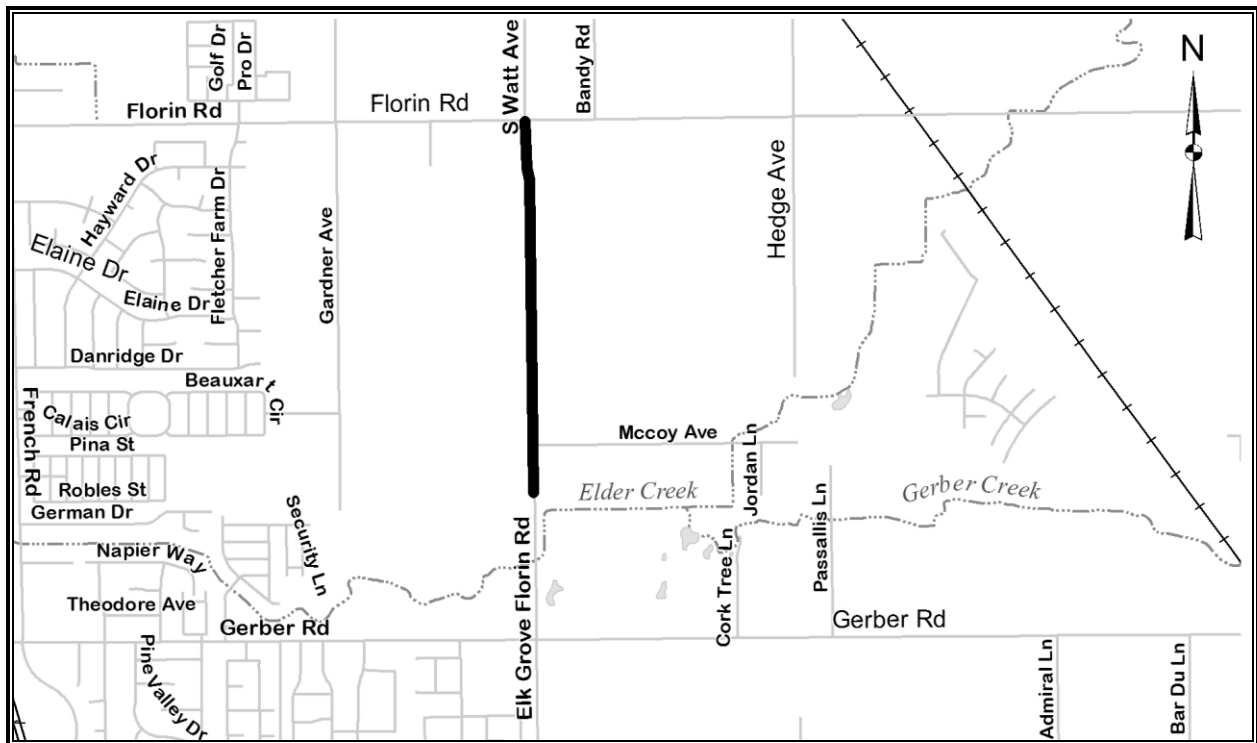 Golf Dr
Pro Dr
S Watt Ave
Bandy Rd
N
Florin Rd
Florin Rd
Hayward Dr
Fletcher Farm Dr
Gardner Ave
Hedge Ave
Elaine Dr
Elaine Dr
Danridge Dr
Beauxart Cir
French Rd
Calais Cir
Pina St
Mccoy Ave
Jordan Ln
Robles St
German Dr
Security Ln
Elder Creek
Gerber Creek
Passallis Ln
Napier Way
Elk Grove Florin Rd
Cork Tree Ln
Theodore Ave
Gerber Rd
Gerber Rd
Pine Valley Dr
Admiral Ln
Bar Du Ln